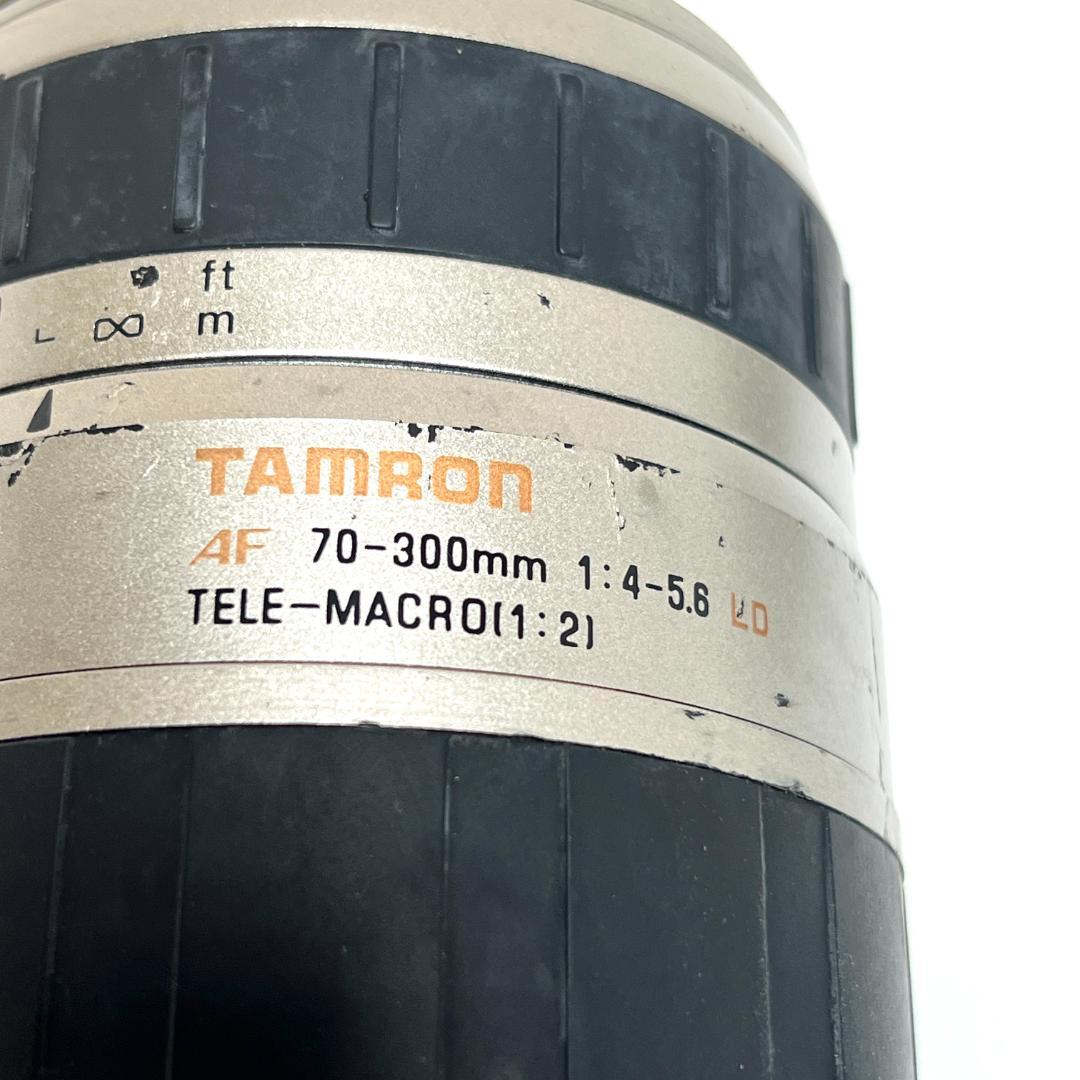 ft
∞ m
TAMRON
AF 70-300mm 1:4-5.6 LD
TELE-MACRO(1:2)